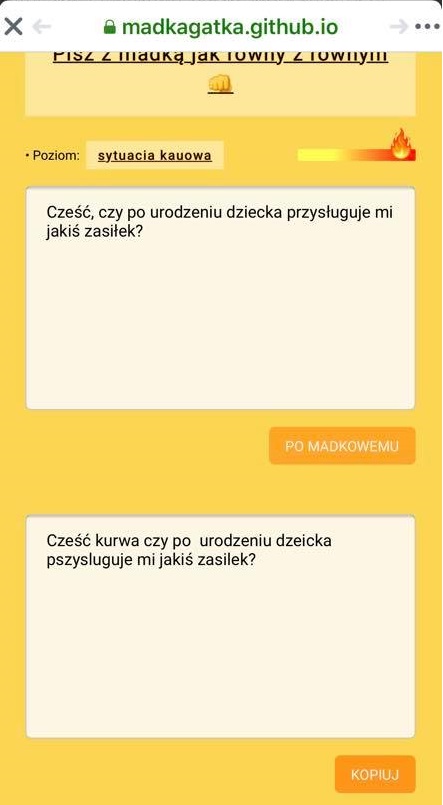 madkagatka.github.io
Pisz z madką jak równy z równym
• Poziom: sytuacia kauowa
Cześć, czy po urodzeniu dziecka przysługuje mi
jakiś zasiłek?
PO MADKOWEMU
Cześć kurwa czy po  urodzeniu dzeicka
pszysluguje mi jakiś zasilek?
KOPIUJ